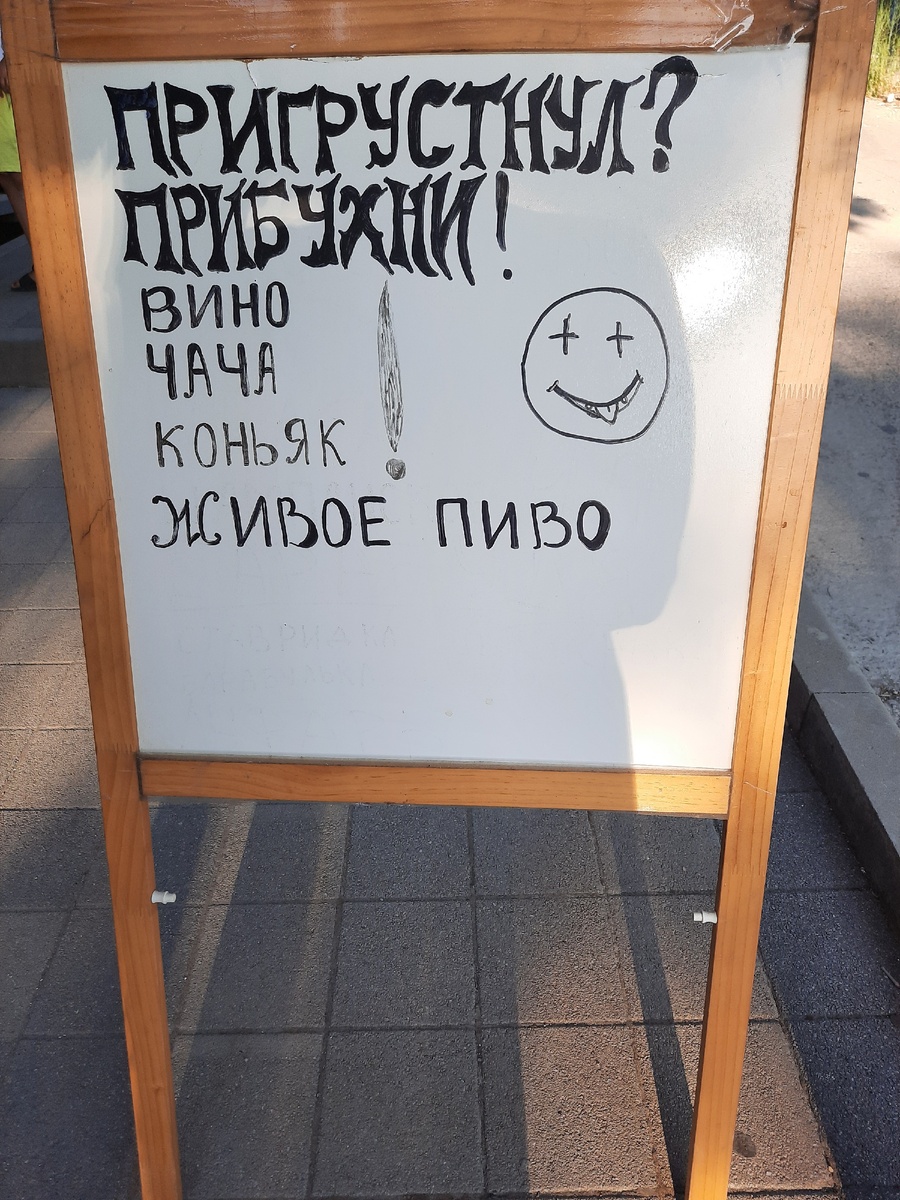 ПРИГРУСТНУЛ?
ПРИБУХНИ!
ВИНО
ЧАЧА
КОНЬЯК !
ЖИВОЕ ПИВО